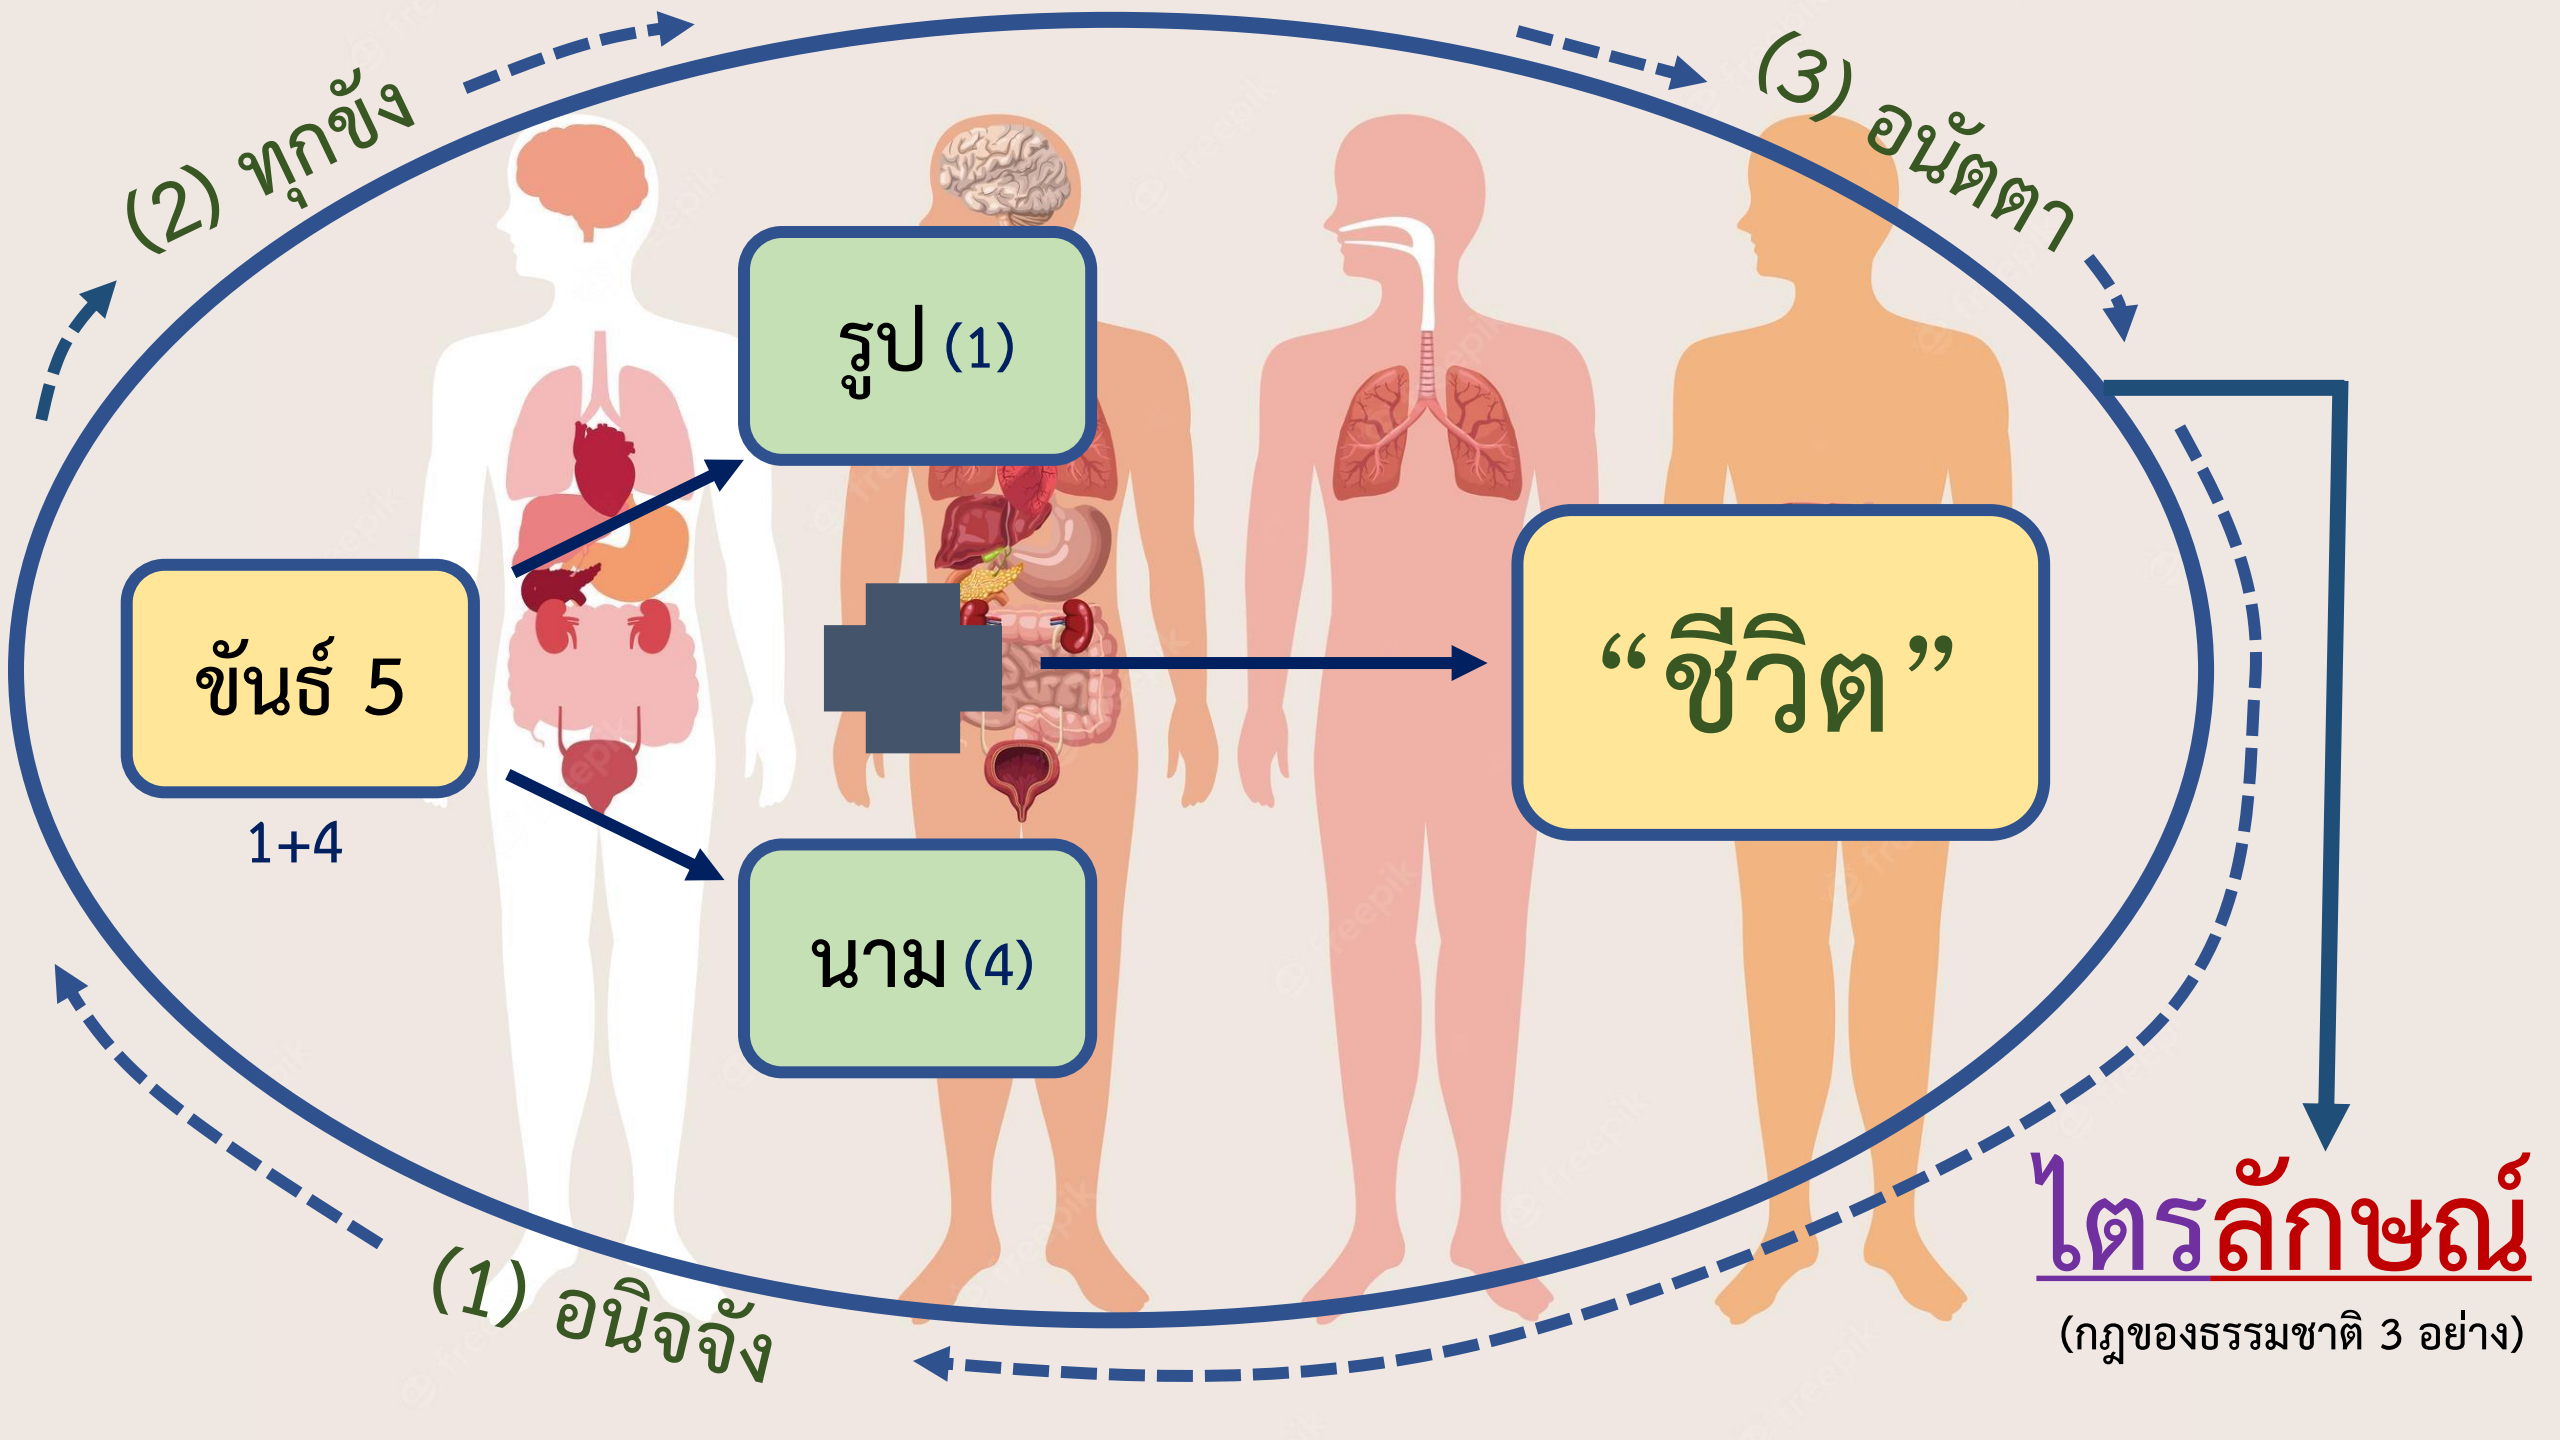 (2) ทุกขัง
(3) อนัตตา
รูป (1)
ขันธ์ 5
1+4
“ชีวิต”
นาม (4)
(1) อนิจจัง
ไตรลักษณ์
(กฎของธรรมชาติ 3 อย่าง)